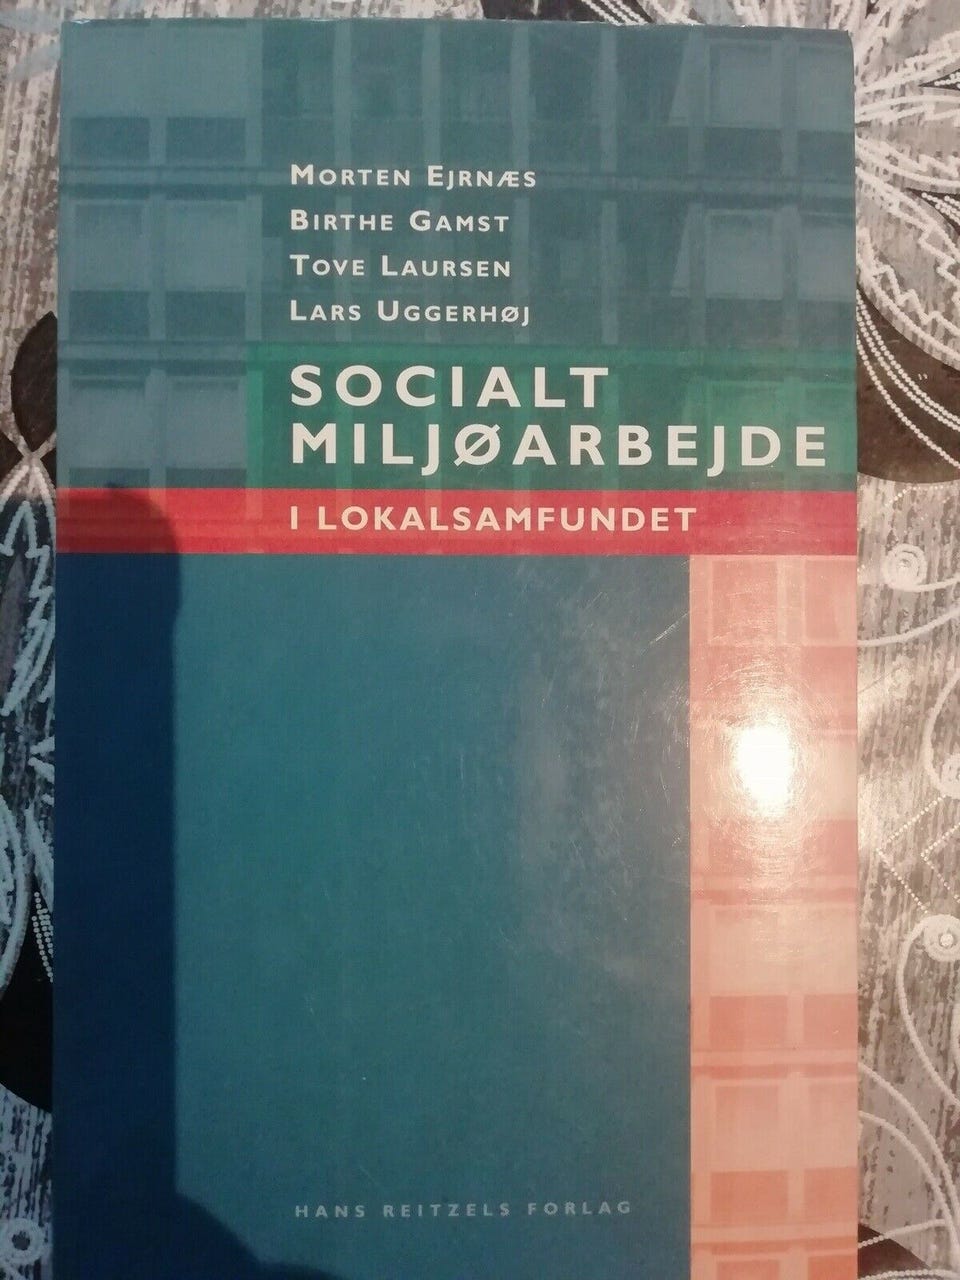 MORTEN EJRNÆS
BIRTHE GAMST
TOVE LAURSEN
LARS UGGERHØJ
SOCIALT
MILJØARBEJDE
I LOKALSAMFUNDET
HANS REITZELS FORLAG